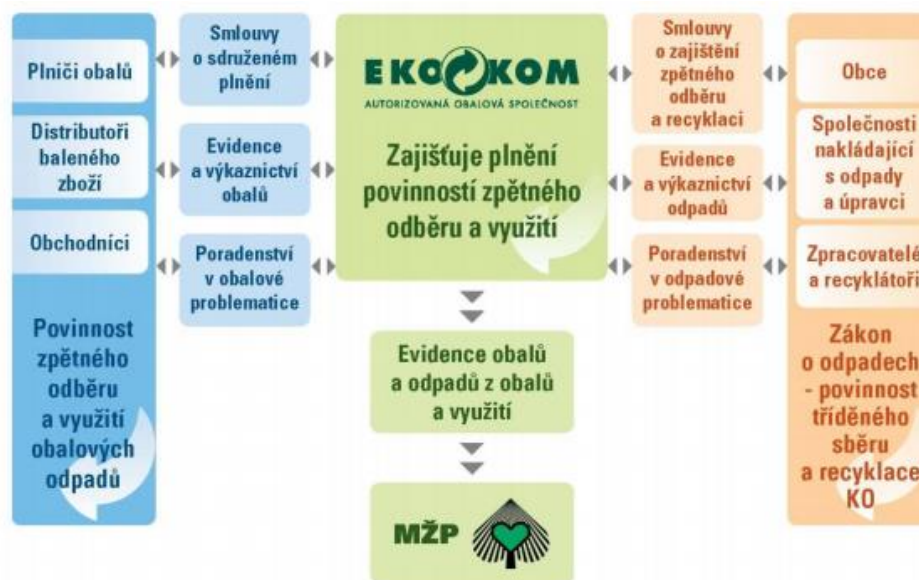 Plniči obalů
Distributoři
baleného
zboží
Obchodníci
Povinnost
zpětného
odběru
a využití
obalových
odpadů
Smlouvy
o sdruženém
plnění
Evidence
a výkaznictví
obalů
Poradenství
v obalové
problematice
EKO KOM
AUTORIZOVANÁ OBALOVÁ SPOLEČNOST
Zajišťuje plnění
povinností zpětného
odběru a využití
Evidence obalů
a odpadů z obalů
a využití
MŽP
Smlouvy
o zajištění
zpětného
odběru
a recyklaci
Evidence
a výkaznictví
odpadů
Poradenství
v odpadové
problematice
Obce
Společnosti
nakládající
s odpady
a úpravci
Zpracovatelé
a recyklátoři
Zákon
o odpadech
- povinnost
tříděného
sběru
a recyklace
KO